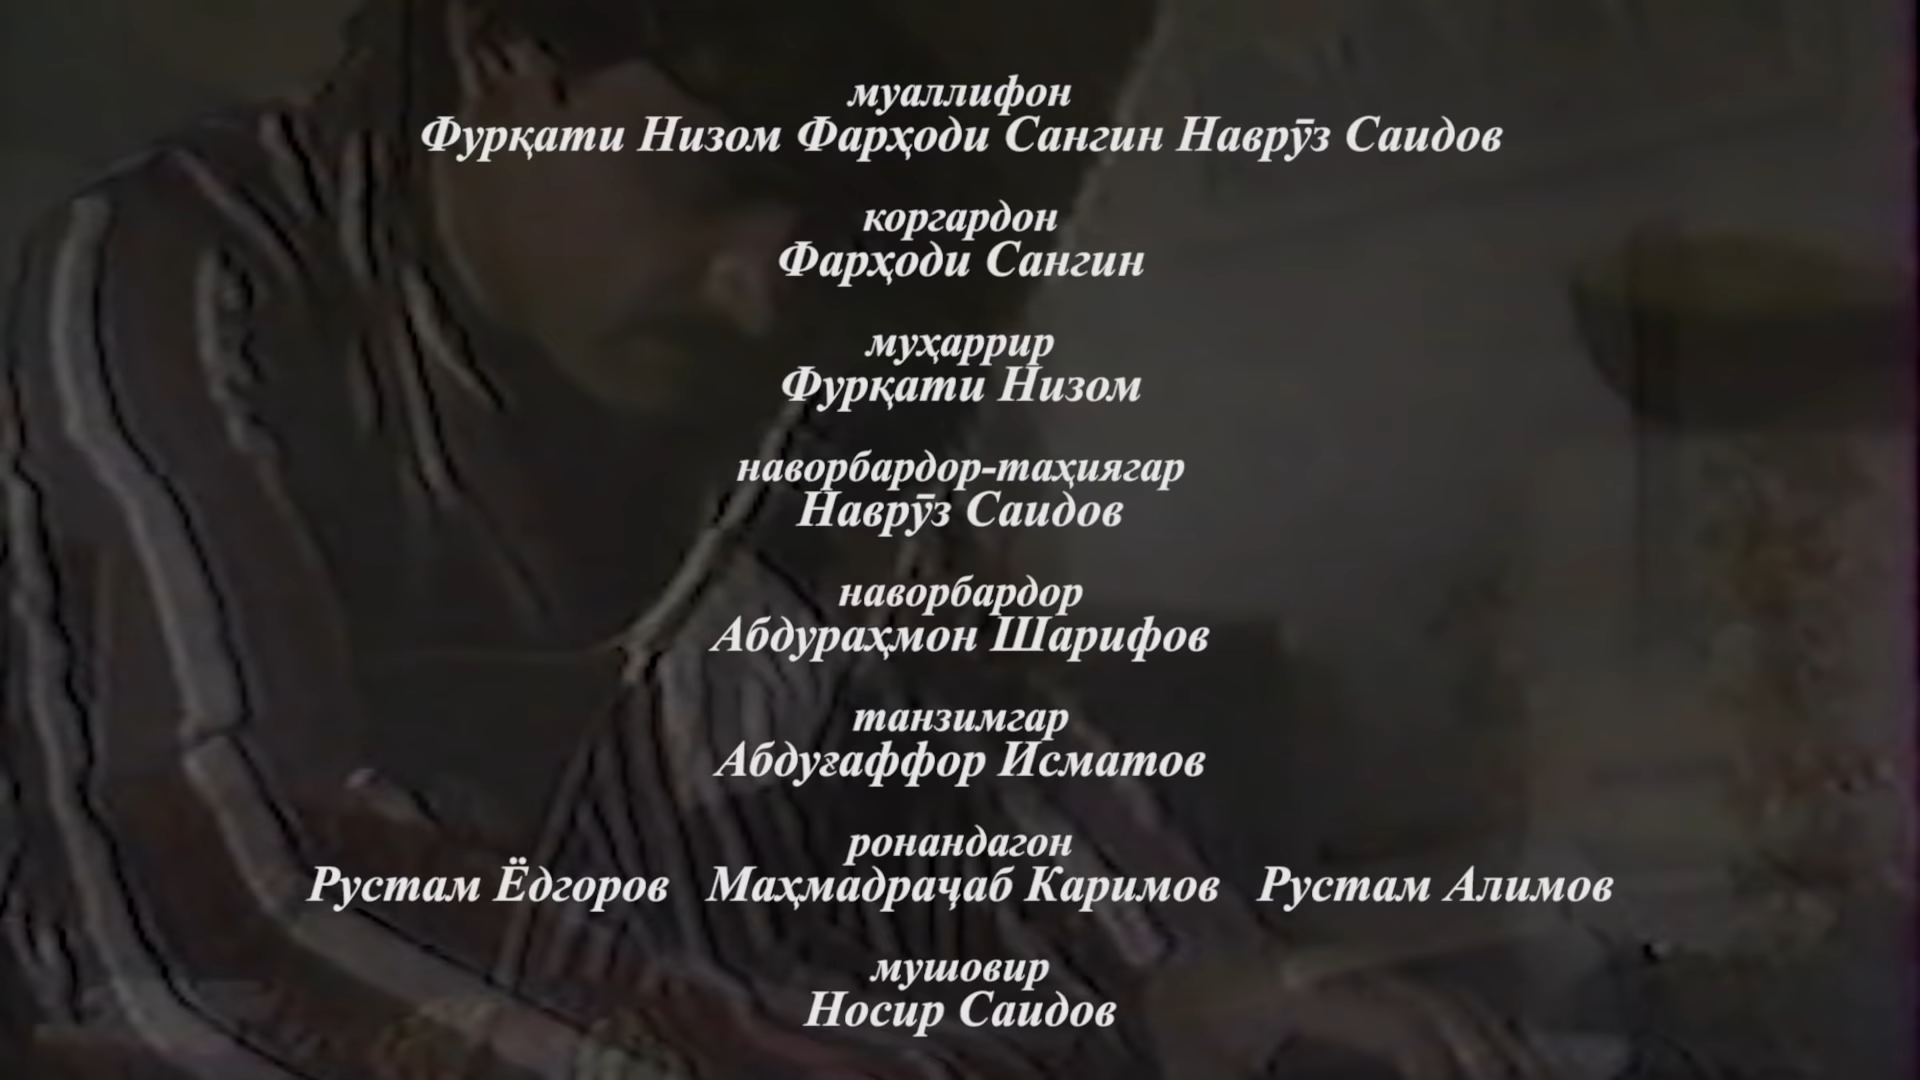 муаллифон
Фурқати Низом Фарҳоди Сангин Наврӯз Саидов
коргардон
Фарҳоди Сангин
муҳаррир
Фурқати Низом
наворбардор-таҳиягар
Наврӯз Саидов
наворбардор
Абдураҳмон Шарифов
танзимгар
Абдуғаффор Исматов
ронандагон
Рустам Ёдгоров Маҳмадраҷаб Каримов Рустам Алимов
мушовир
Носир Саидов